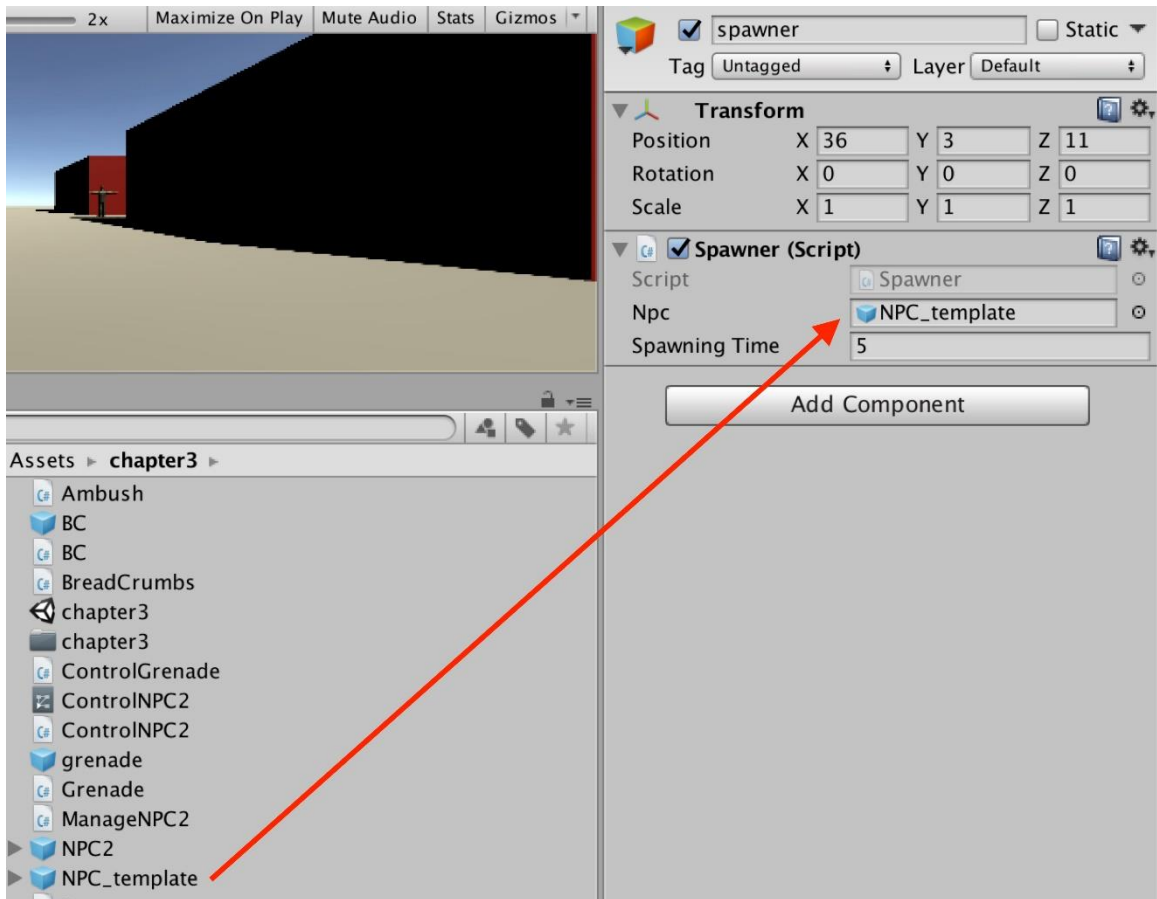 2x Maximize On Play Mute Audio Stats Gizmos
Assets chapter3
Ambush
BC
BC
BreadCrumbs
chapter3
chapter3
ControlGrenade
ControlNPC2
ControlNPC2
grenade
Grenade
ManageNPC2
NPC2
NPC_template
spawner Static
Tag Untagged Layer Default
Transform
Position X 36 Y 3 Z 11
Rotation X 0 Y 0 Z 0
Scale X 1 Y 1 Z 1
C# Spawner (Script)
Script Spawner
Npc NPC_template
Spawning Time 5
Add Component